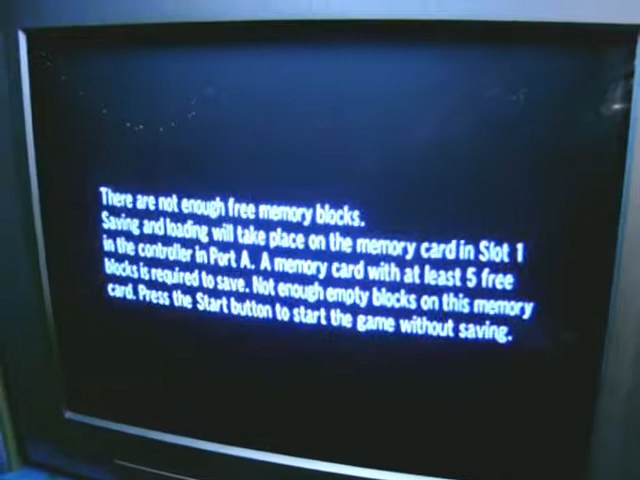 There are not enough free memory blocks.
Saving and loading will take place on the memory card in Slot 1
in the controller in Port A. A memory card with at least 5 free
blocks is required to save. Not enough empty blocks on this memory
card. Press the Start button to start the game without saving.